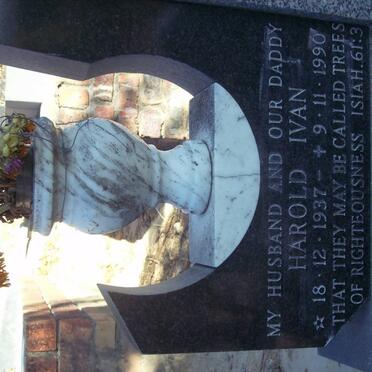 MY HUSBAND AND OUR DADDY
HAROLD IVAN
☆ 18·12·1937 – ✝ 9·11·1990
THAT THEY MAY BE CALLED TREES
OF RIGHTEOUSNESS ISIAH 61:3